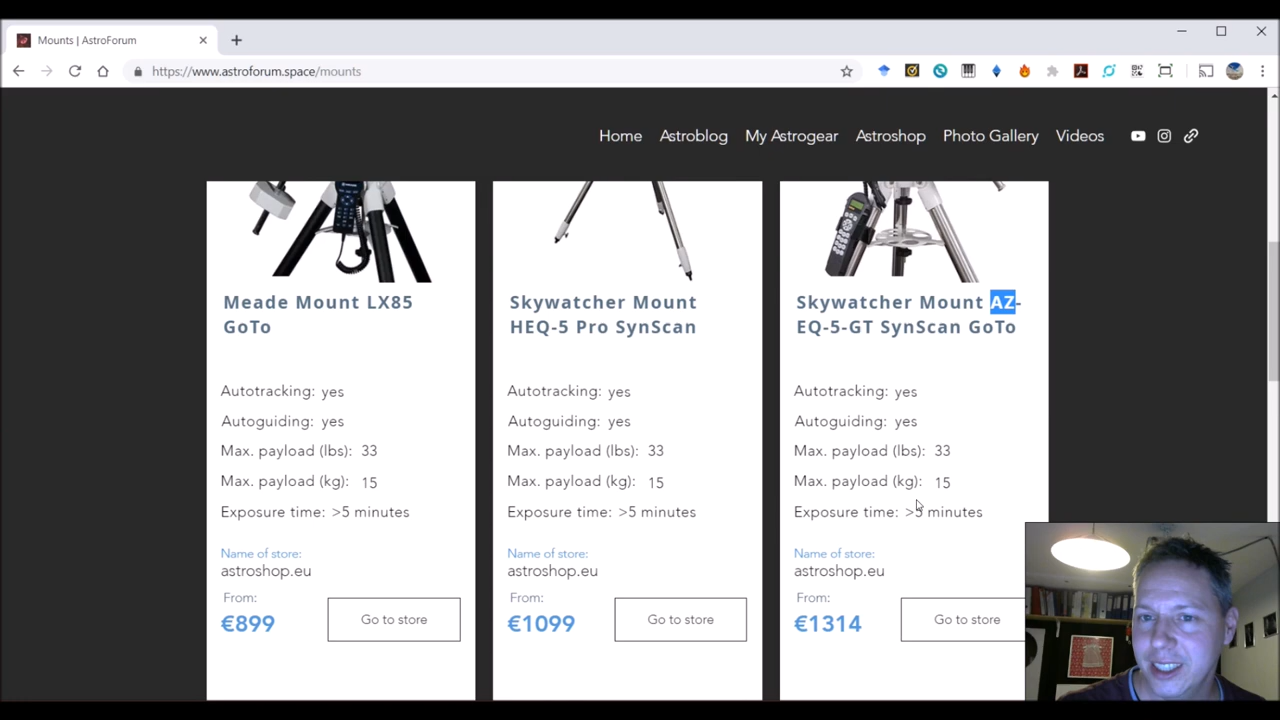 Mounts | AstroForum
https://www.astroforum.space/mounts
Home Astroblog My Astrogear Astroshop Photo Gallery Videos
Meade Mount LX85
GoTo
Autotracking: yes
Autoguiding: yes
Max. payload (lbs): 33
Max. payload (kg): 15
Exposure time: >5 minutes
Name of store:
astroshop.eu
From:
€899
Go to store
Skywatcher Mount
HEQ-5 Pro SynScan
Autotracking: yes
Autoguiding: yes
Max. payload (lbs): 33
Max. payload (kg): 15
Exposure time: >5 minutes
Name of store:
astroshop.eu
From:
€1099
Go to store
Skywatcher Mount AZ-
EQ-5-GT SynScan GoTo
Autotracking: yes
Autoguiding: yes
Max. payload (lbs): 33
Max. payload (kg): 15
Exposure time: >5 minutes
Name of store:
astroshop.eu
From:
€1314
Go to store